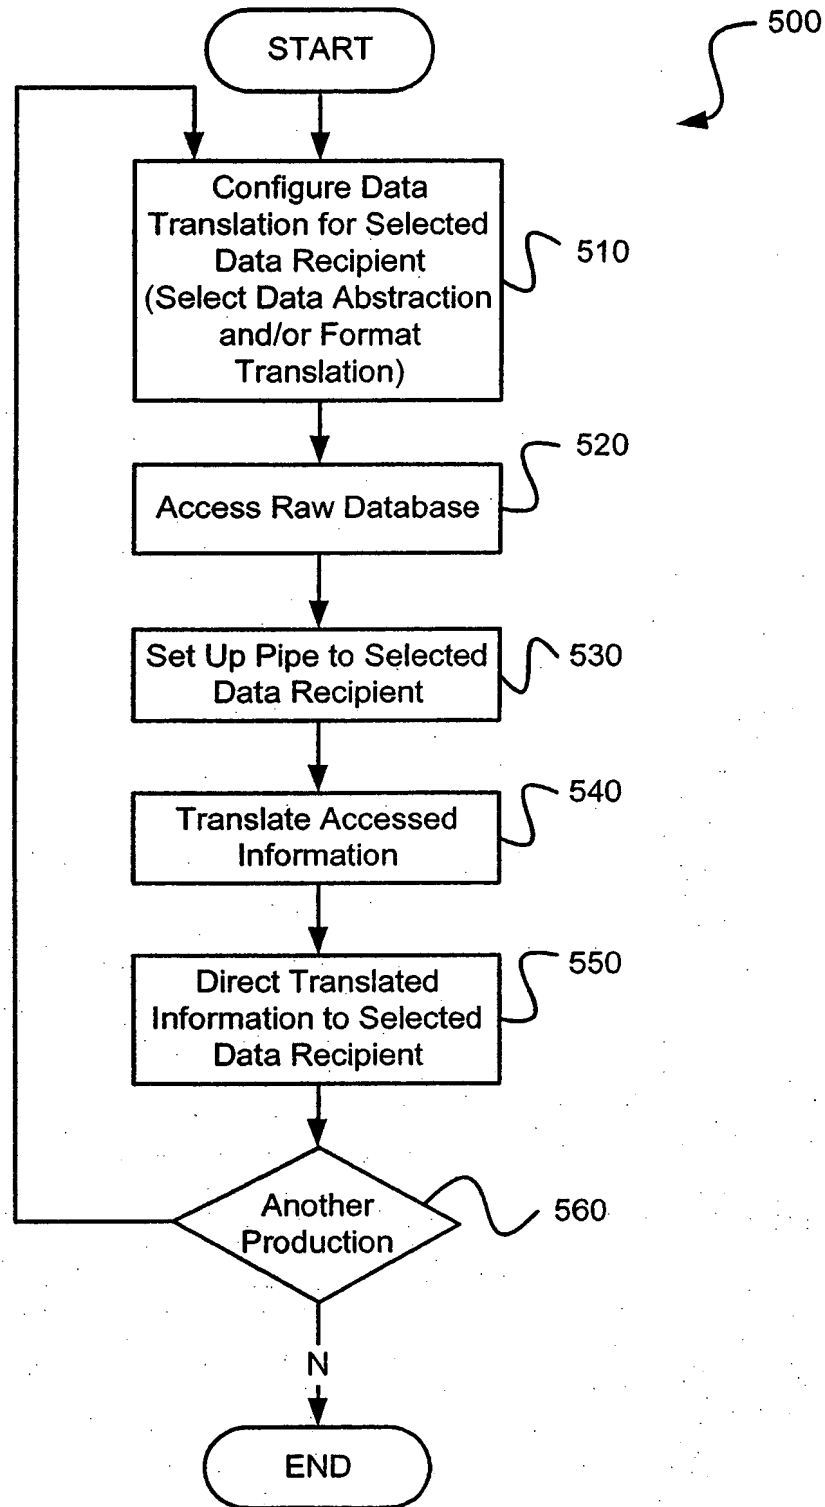 500
START
Configure Data
Translation for Selected
Data Recipient
(Select Data Abstraction
and/or Format
Translation)
510
520
Access Raw Database
Set Up Pipe to Selected
Data Recipient
530
540
Translate Accessed
Information
550
Direct Translated
Information to Selected
Data Recipient
Another
Production
560
N
END